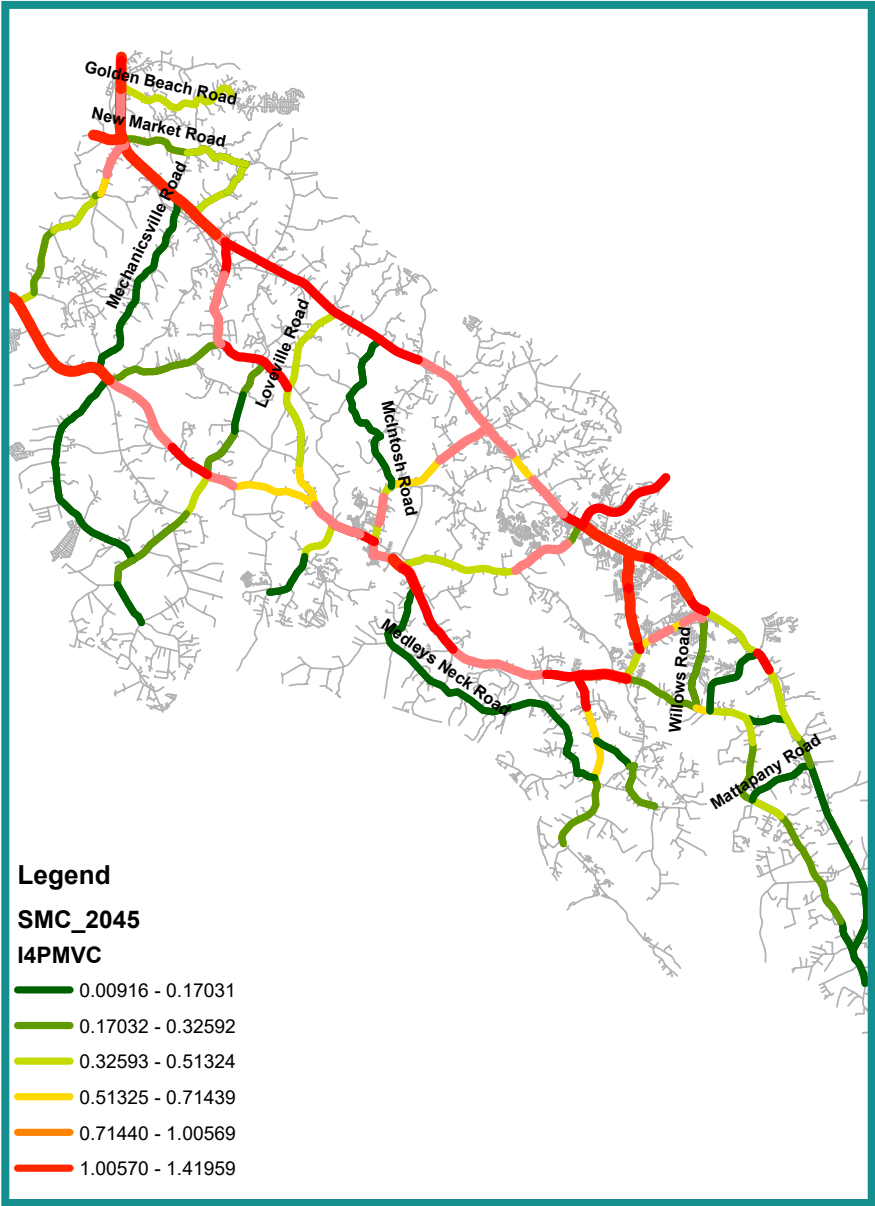 Golden Beach Road
New Market Road
Mechanicsville Road
Loveville Road
McIntosh Road
Medleys Neck Road
Willows Road
Mattapany Road
Legend
SMC_2045
I4PMVC
0.00916 - 0.17031
0.17032 - 0.32592
0.32593 - 0.51324
0.51325 - 0.71439
0.71440 - 1.00569
1.00570 - 1.41959